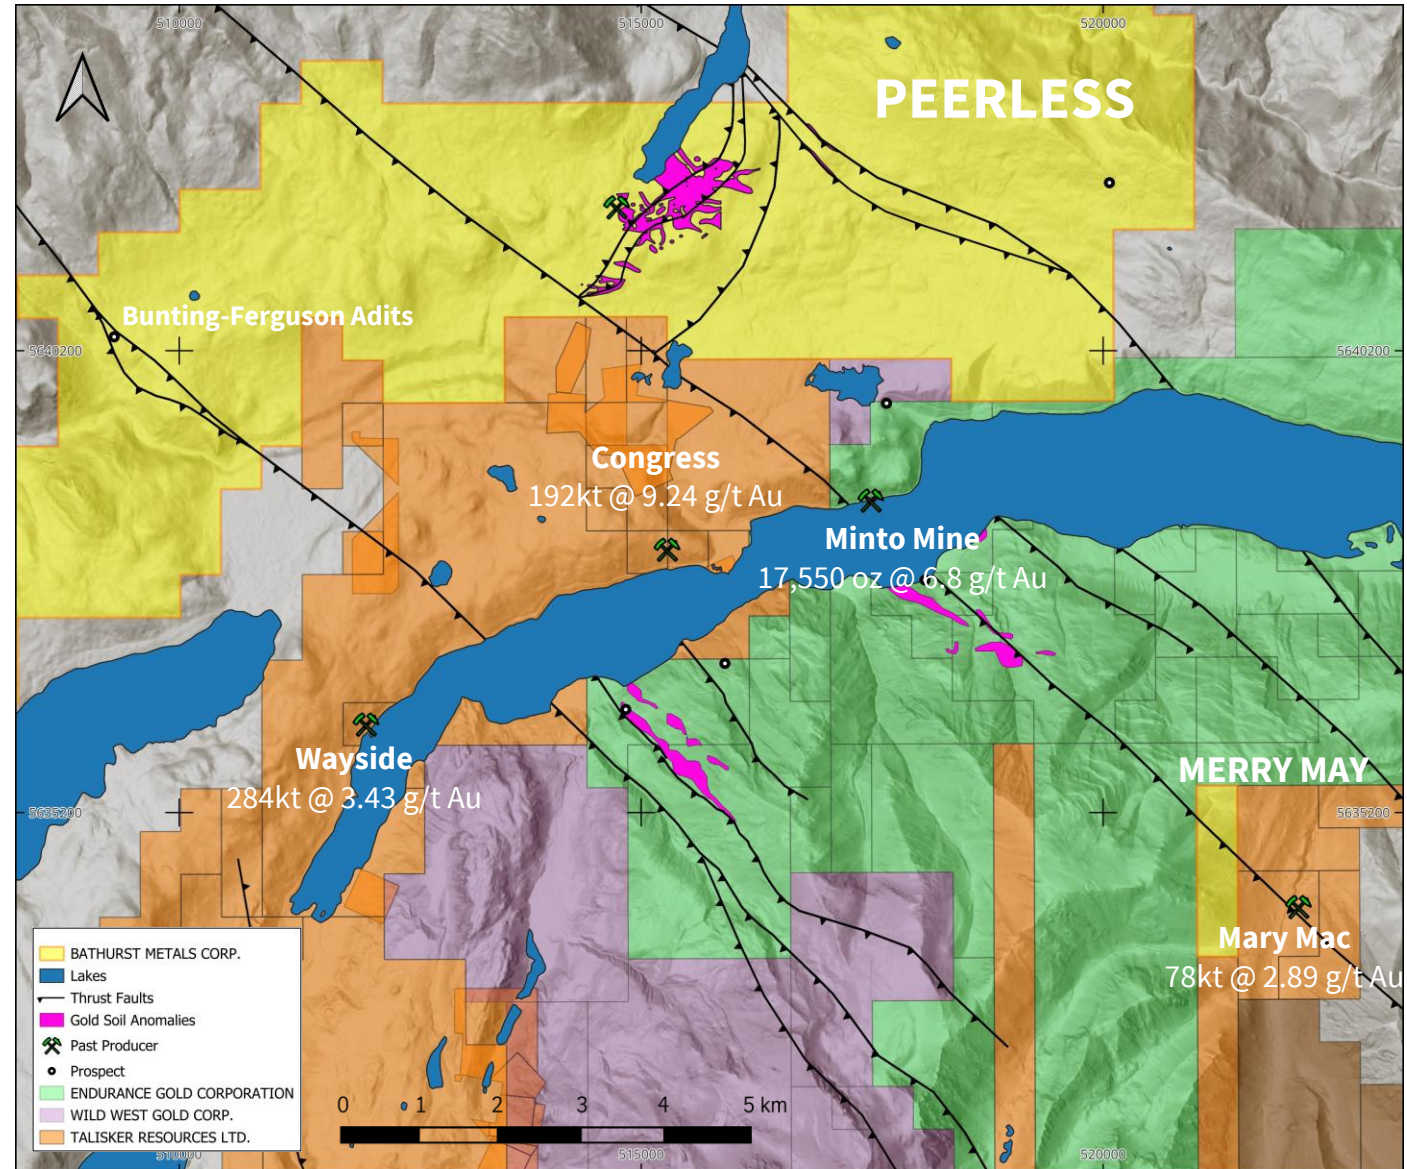 510000
515000
520000
PEERLESS
Bunting-Ferguson Adits
5640200
5640200
Congress
192kt @ 9.24 g/t Au
Minto Mine
17,550 oz @ 6.8 g/t Au
Wayside
284kt @ 3.43 g/t Au
MERRY MAY
5635200
5635200
Mary Mac
78kt @ 2.89 g/t Au
BATHURST METALS CORP.
Lakes
Thrust Faults
Gold Soil Anomalies
Past Producer
Prospect
ENDURANCE GOLD CORPORATION
WILD WEST GOLD CORP.
TALISKER RESOURCES LTD.
0 1 2 3 4 5 km
510000
515000
520000